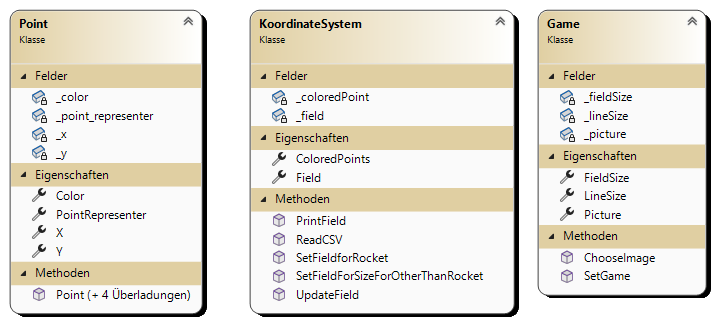 Point
Klasse
Felder
_color
_point_representer
_x
_y
Eigenschaften
Color
PointRepresenter
X
Y
Methoden
Point (+ 4 Überladungen)
KoordinateSystem
Klasse
Felder
_coloredPoint
_field
Eigenschaften
ColoredPoints
Field
Methoden
PrintField
ReadCSV
SetFieldforRocket
SetFieldForSizeForOtherThanRocket
UpdateField
Game
Klasse
Felder
_fieldSize
_lineSize
_picture
Eigenschaften
FieldSize
LineSize
Picture
Methoden
ChooseImage
SetGame